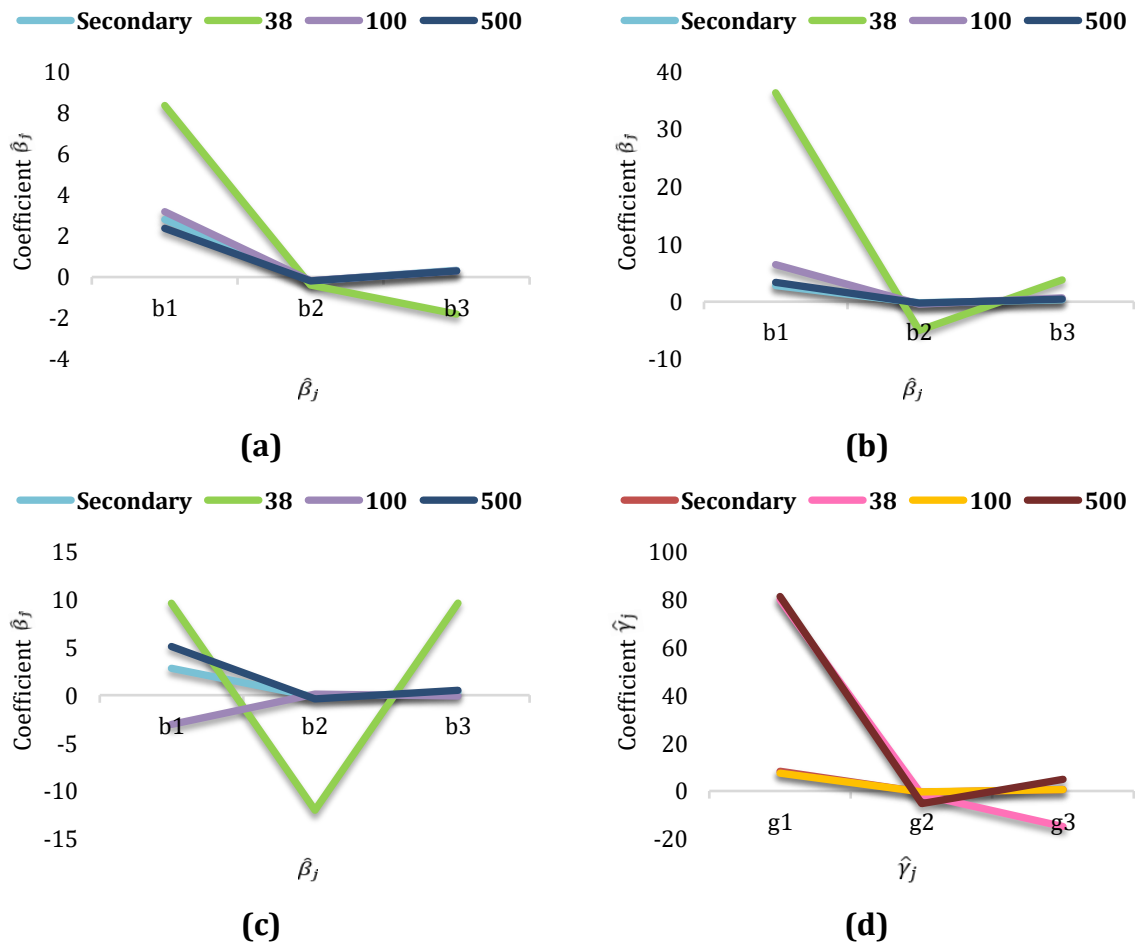 Secondary 38 100 500
10
8
6
4
2
0
-2
-4
Coefficient β̂ⱼ
b1 b2 b3
β̂ⱼ
(a)
Secondary 38 100 500
40
30
20
10
0
-10
Coefficient β̂ⱼ
b1 b2 b3
β̂ⱼ
(b)
Secondary 38 100 500
15
10
5
0
-5
-10
-15
Coefficient β̂ⱼ
b1 b2 b3
β̂ⱼ
(c)
Secondary 38 100 500
100
80
60
40
20
0
-20
Coefficient γ̂ⱼ
g1 g2 g3
γ̂ⱼ
(d)